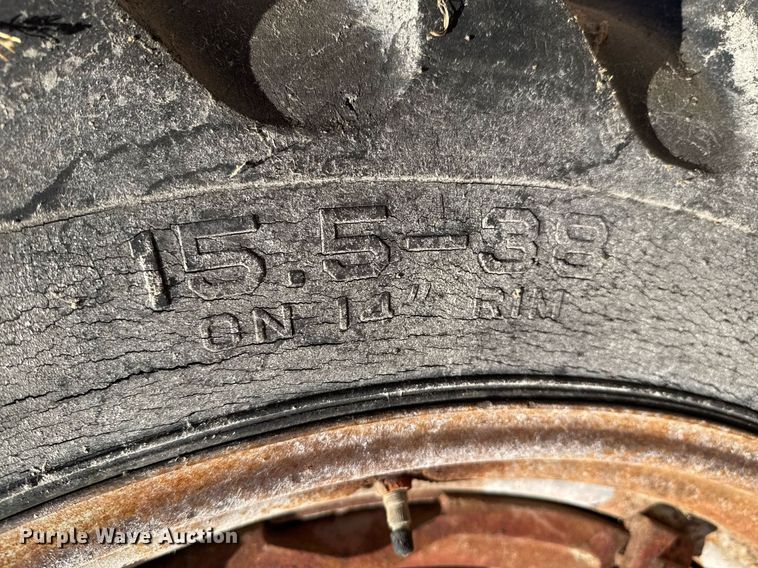 15.5-38
ON 14" RIM
Purple Wave Auction®